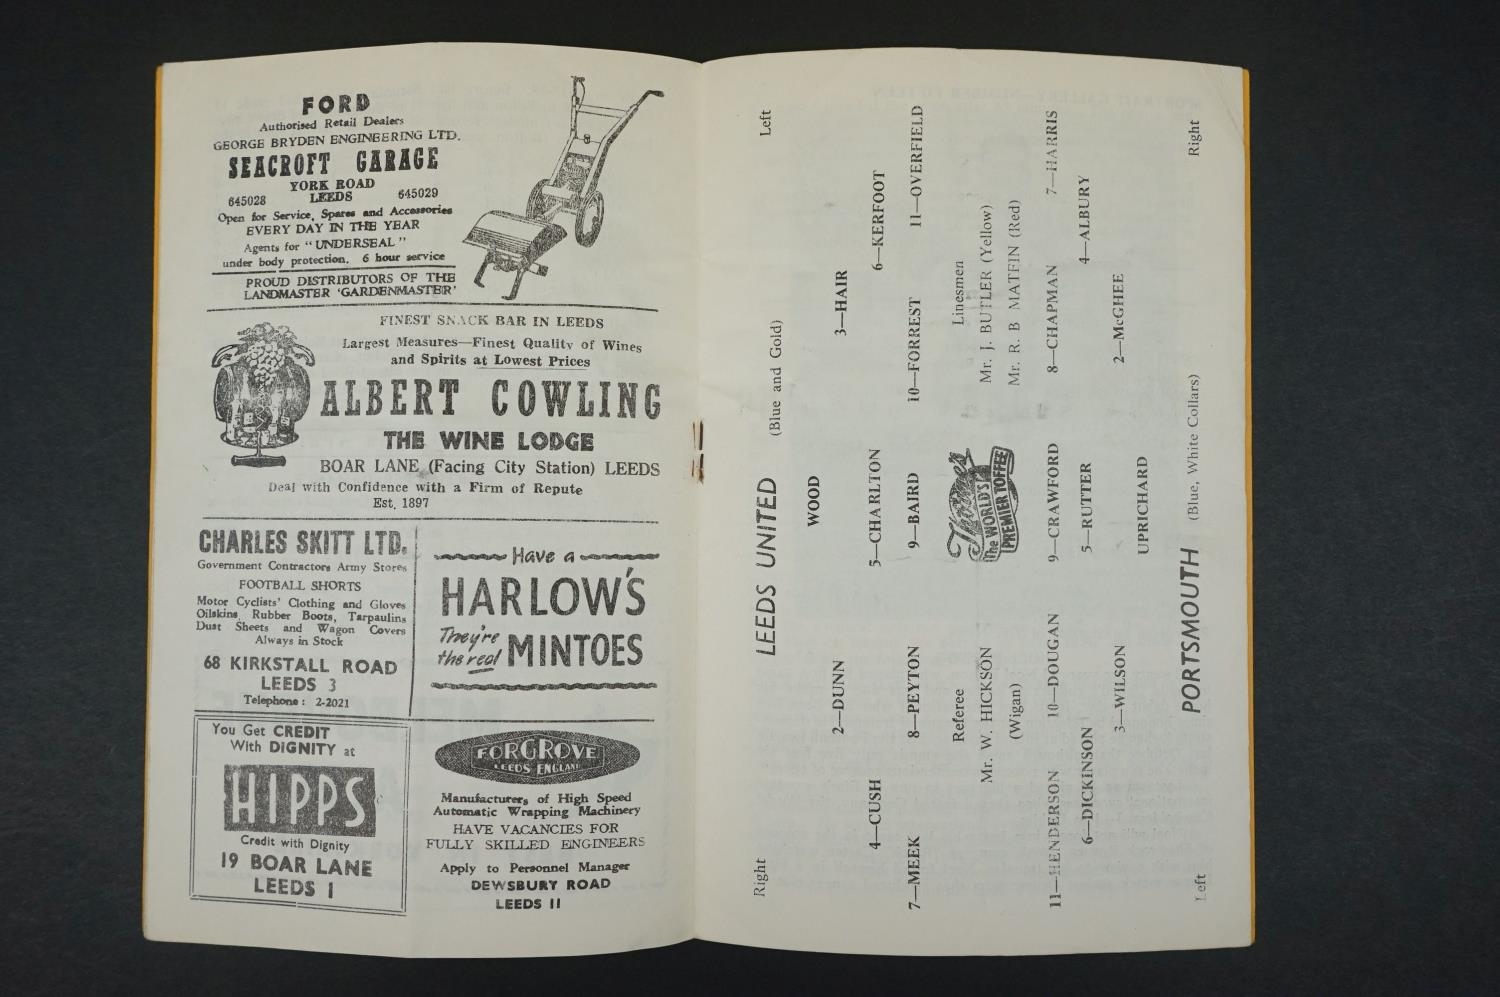 FORD
Authorised Retail Dealers
GEORGE BRYDEN ENGINEERING LTD.
SEACROFT GARAGE
YORK ROAD
645028 LEEDS 645029
Open for Service, Spares and Accessories
EVERY DAY IN THE YEAR
Agents for "UNDERSEAL"
under body protection. 6 hour service
PROUD DISTRIBUTORS OF THE
LANDMASTER 'GARDENMASTER'
FINEST SNACK BAR IN LEEDS
Largest Measures—Finest Quality of Wines
and Spirits at Lowest Prices
ALBERT COWLING
THE WINE LODGE
BOAR LANE (Facing City Station) LEEDS
Deal with Confidence with a Firm of Repute
Est. 1897
CHARLES SKITT LTD.
Government Contractors Army Stores
FOOTBALL SHORTS
Motor Cyclists' Clothing and Gloves
Oilskins, Rubber Boots, Tarpaulins
Dust Sheets and Wagon Covers
Always in Stock
68 KIRKSTALL ROAD
LEEDS 3
Telephone: 2-2021
Have a
HARLOW'S
They're
the real MINTOES
You Get CREDIT
With DIGNITY at
HIPPS
Credit with Dignity
19 BOAR LANE
LEEDS 1
FORGROVE
LEEDS ENGLAND
Manufacturers of High Speed
Automatic Wrapping Machinery
HAVE VACANCIES FOR
FULLY SKILLED ENGINEERS
Apply to Personnel Manager
DEWSBURY ROAD
LEEDS 11
Right LEEDS UNITED (Blue and Gold) Left
WOOD
2—DUNN 3—HAIR
4—CUSH 5—CHARLTON 6—KERFOOT
7—MEEK 8—PEYTON 9—BAIRD 10—FORREST 11—OVERFIELD
Referee Linesmen
Mr. W. HICKSON Mr. J. BUTLER (Yellow)
(Wigan) Mr. R. B MATFIN (Red)
Thorne's
The WORLD'S
PREMIER TOFFEE
11—HENDERSON 10—DOUGAN 9—CRAWFORD 8—CHAPMAN 7—HARRIS
6—DICKINSON 5—RUTTER 4—ALBURY
3—WILSON 2—McGHEE
UPRICHARD
Left PORTSMOUTH (Blue, White Collars) Right